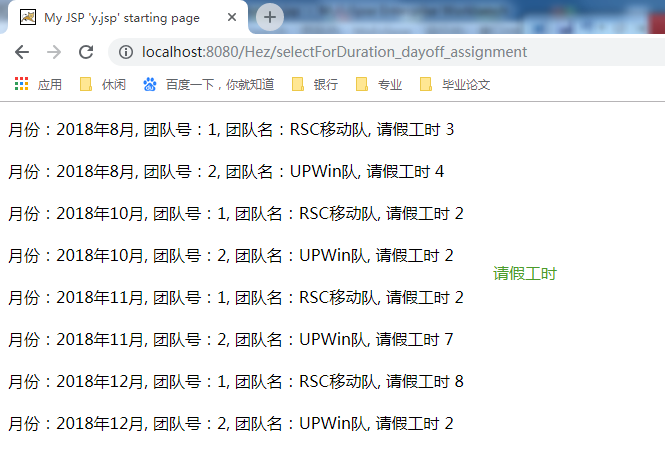 My JSP 'y.jsp' starting page
localhost:8080/Hez/selectForDuration_dayoff_assignment
应用 休闲 百度一下，你就知道 银行 专业 毕业论文
月份：2018年8月, 团队号：1, 团队名：RSC移动队, 请假工时 3
月份：2018年8月, 团队号：2, 团队名：UPWin队, 请假工时 4
月份：2018年10月, 团队号：1, 团队名：RSC移动队, 请假工时 2
月份：2018年10月, 团队号：2, 团队名：UPWin队, 请假工时 2
请假工时
月份：2018年11月, 团队号：1, 团队名：RSC移动队, 请假工时 2
月份：2018年11月, 团队号：2, 团队名：UPWin队, 请假工时 7
月份：2018年12月, 团队号：1, 团队名：RSC移动队, 请假工时 8
月份：2018年12月, 团队号：2, 团队名：UPWin队, 请假工时 2